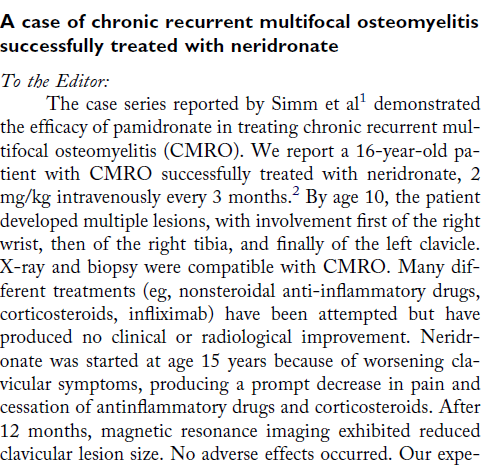 A case of chronic recurrent multifocal osteomyelitis
successfully treated with neridronate
To the Editor:
The case series reported by Simm et al¹ demonstrated
the efficacy of pamidronate in treating chronic recurrent mul-
tifocal osteomyelitis (CMRO). We report a 16-year-old pa-
tient with CMRO successfully treated with neridronate, 2
mg/kg intravenously every 3 months.² By age 10, the patient
developed multiple lesions, with involvement first of the right
wrist, then of the right tibia, and finally of the left clavicle.
X-ray and biopsy were compatible with CMRO. Many dif-
ferent treatments (eg, nonsteroidal anti-inflammatory drugs,
corticosteroids, infliximab) have been attempted but have
produced no clinical or radiological improvement. Neridr-
onate was started at age 15 years because of worsening cla-
vicular symptoms, producing a prompt decrease in pain and
cessation of antinflammatory drugs and corticosteroids. After
12 months, magnetic resonance imaging exhibited reduced
clavicular lesion size. No adverse effects occurred. Our expe-